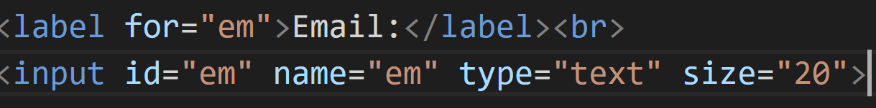 <label for="em">Email:</label><br>
<input id="em" name="em" type="text" size="20">